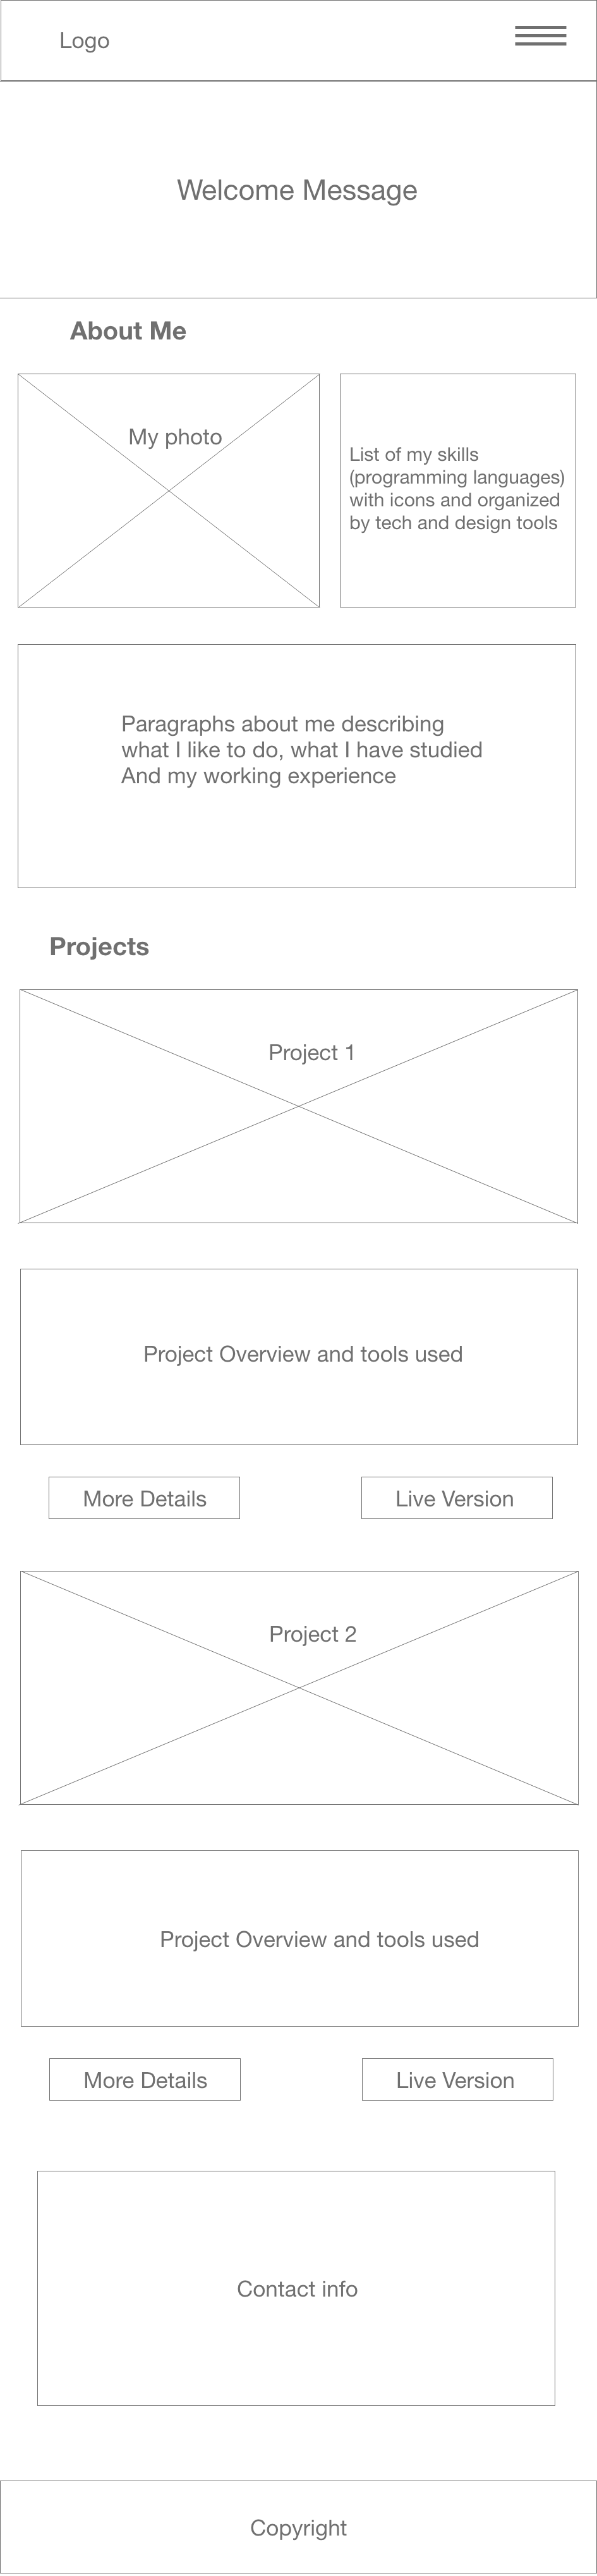 Logo
Welcome Message
About Me
My photo
List of my skills
(programming languages)
with icons and organized
by tech and design tools
Paragraphs about me describing
what I like to do, what I have studied
And my working experience
Projects
Project 1
Project Overview and tools used
More Details
Live Version
Project 2
Project Overview and tools used
More Details
Live Version
Contact info
Copyright